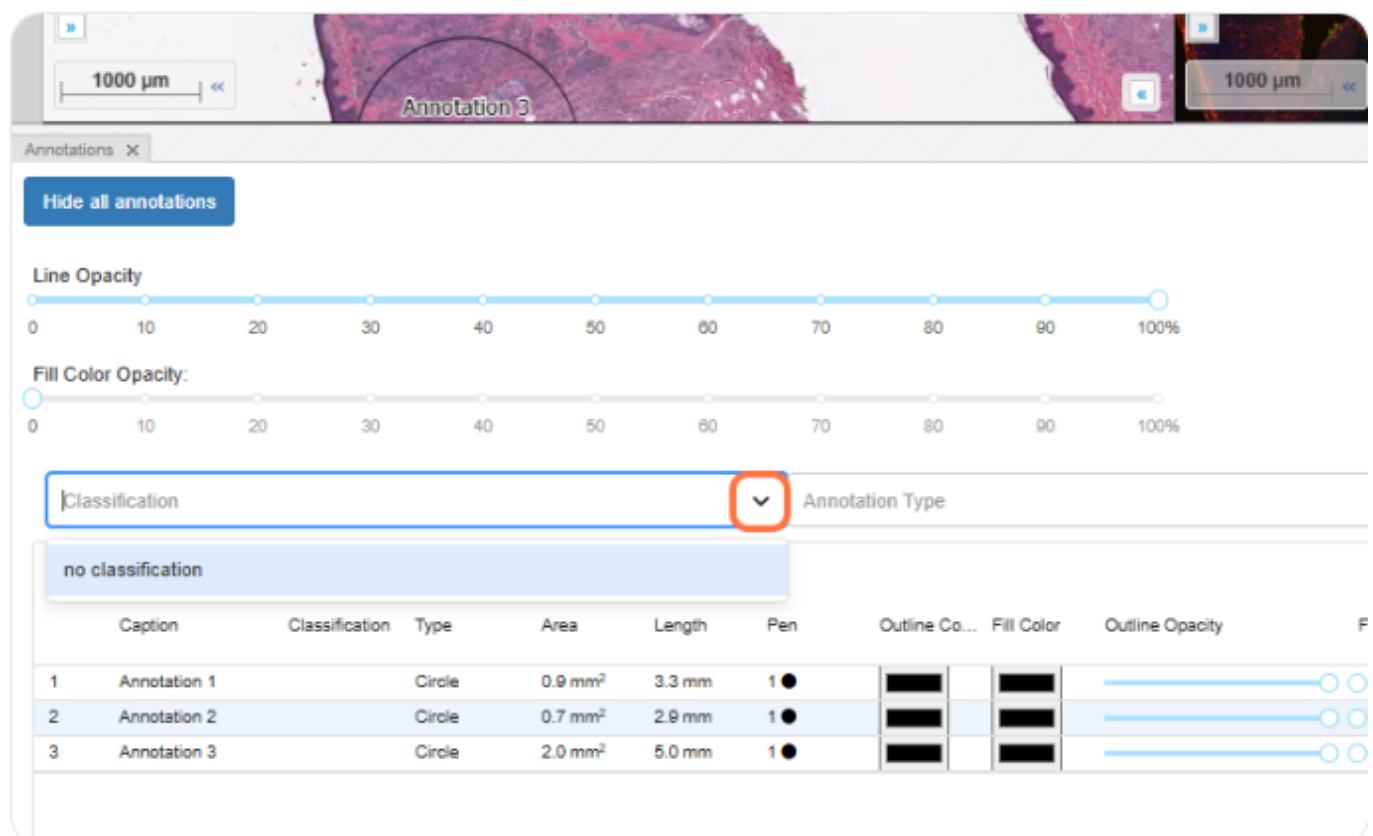 »
»
1000 µm «
1000 µm «
Annotation 3
«
Annotations ×
Hide all annotations
Line Opacity
0 10 20 30 40 50 60 70 80 90 100%
Fill Color Opacity:
0 10 20 30 40 50 60 70 80 90 100%
Classification Annotation Type
no classification
Caption Classification Type Area Length Pen Outline Co... Fill Color Outline Opacity F
1 Annotation 1 Circle 0.9 mm² 3.3 mm 1
2 Annotation 2 Circle 0.7 mm² 2.9 mm 1
3 Annotation 3 Circle 2.0 mm² 5.0 mm 1